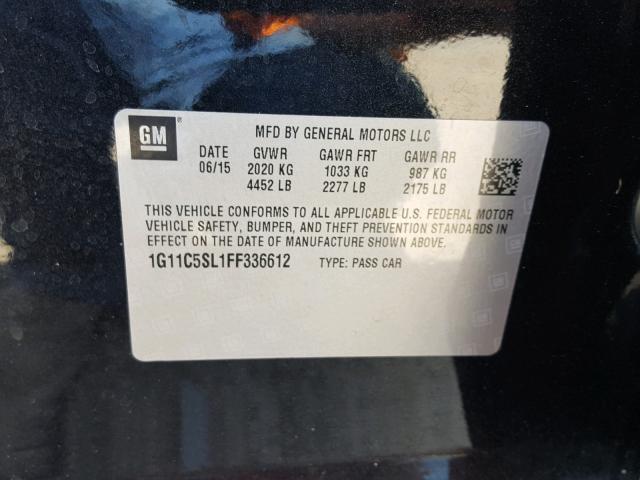 GM
MFD BY GENERAL MOTORS LLC
DATE GVWR GAWR FRT GAWR RR
06/15 2020 KG 1033 KG 987 KG
4452 LB 2277 LB 2175 LB
THIS VEHICLE CONFORMS TO ALL APPLICABLE U.S. FEDERAL MOTOR
VEHICLE SAFETY, BUMPER, AND THEFT PREVENTION STANDARDS IN
EFFECT ON THE DATE OF MANUFACTURE SHOWN ABOVE.
1G11C5SL1FF336612 TYPE: PASS CAR